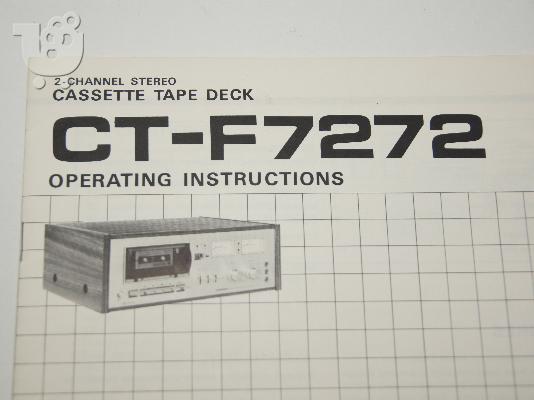 2-CHANNEL STEREO
CASSETTE TAPE DECK
CT-F7272
OPERATING INSTRUCTIONS